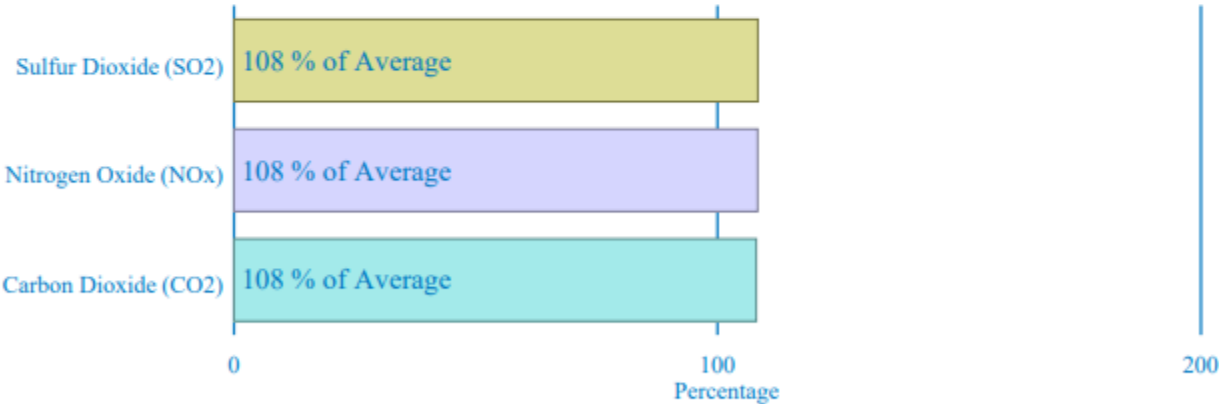 Sulfur Dioxide (SO2) 108 % of Average
Nitrogen Oxide (NOx) 108 % of Average
Carbon Dioxide (CO2) 108 % of Average
0 100 200
Percentage